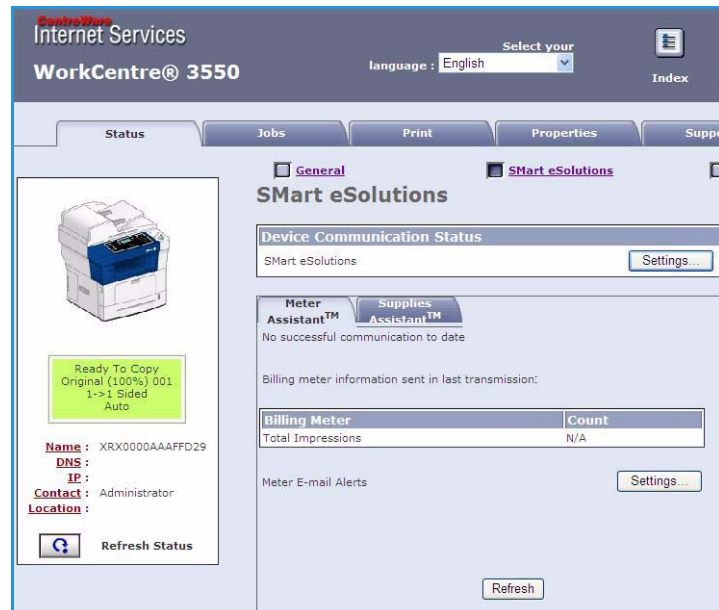 CentreWare
Internet Services
WorkCentre® 3550
Select your
language : English
Index
Status Jobs Print Properties Suppo
General SMart eSolutions
SMart eSolutions
Device Communication Status
SMart eSolutions Settings...
Meter Assistant™ Supplies Assistant™
No successful communication to date
Billing meter information sent in last transmission:
Billing Meter Count
Total Impressions N/A
Meter E-mail Alerts Settings...
Refresh
Ready To Copy
Original (100%) 001
1->1 Sided
Auto
Name : XRX0000AAAFFD29
DNS :
IP :
Contact : Administrator
Location :
Refresh Status